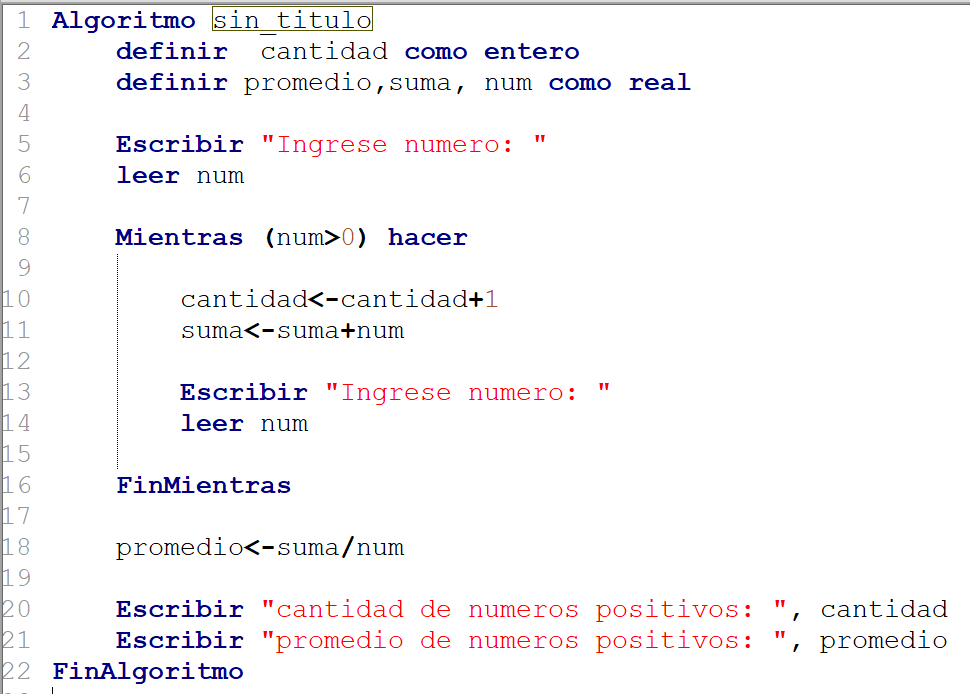 1 Algoritmo sin_titulo
2 definir  cantidad como entero
3 definir promedio,suma, num como real
4
5 Escribir "Ingrese numero: "
6 leer num
7
8 Mientras (num>0) hacer
9
10 cantidad<-cantidad+1
11 suma<-suma+num
12
13 Escribir "Ingrese numero: "
14 leer num
15
16 FinMientras
17
18 promedio<-suma/num
19
20 Escribir "cantidad de numeros positivos: ", cantidad
21 Escribir "promedio de numeros positivos: ", promedio
22 FinAlgoritmo